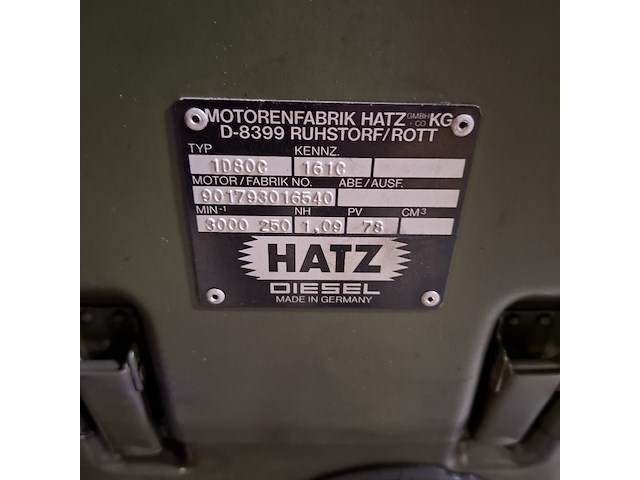 MOTORENFABRIK HATZ GMBH + CO KG
D-8399 RUHSTORF/ROTT
TYP KENNZ.
1D80C 161C
MOTOR/FABRIK NO. ABE/AUSF.
901793016540
MIN-¹ NH PV CM³
3000 250 1,09 78
HATZ
DIESEL
MADE IN GERMANY